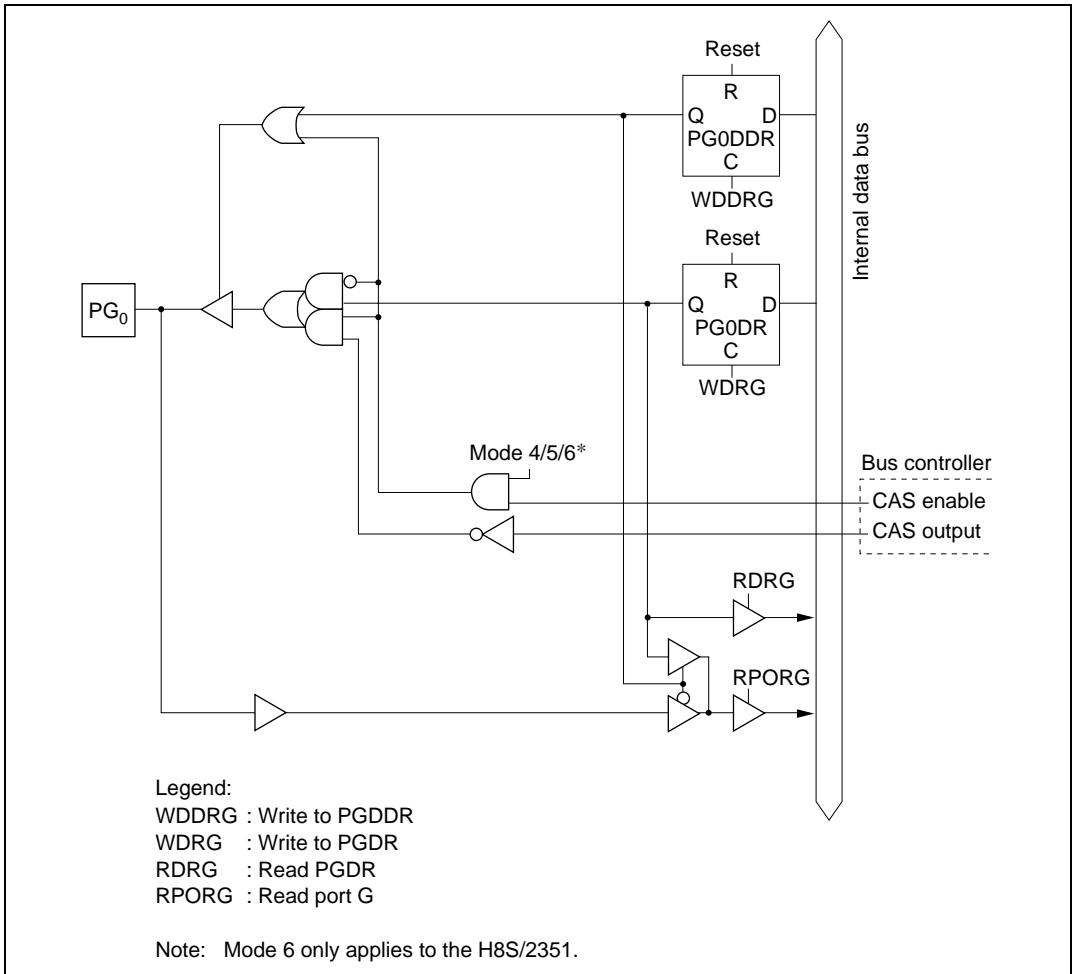 Reset
R
Q D
PG0DDR
C
WDDRG
Reset
R
Q D
PG0DR
C
WDRG
Internal data bus
PG0
Mode 4/5/6*
Bus controller
CAS enable
CAS output
RDRG
RPORG
Legend:
WDDRG : Write to PGDDR
WDRG : Write to PGDR
RDRG : Read PGDR
RPORG : Read port G
Note: Mode 6 only applies to the H8S/2351.